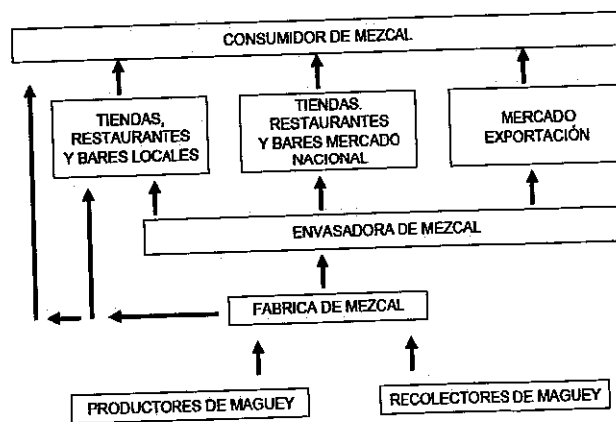 CONSUMIDOR DE MEZCAL
TIENDAS,
RESTAURANTES
Y BARES LOCALES
TIENDAS.
RESTAURANTES
Y BARES MERCADO
NACIONAL
MERCADO
EXPORTACIÓN
ENVASADORA DE MEZCAL
FABRICA DE MEZCAL
PRODUCTORES DE MAGUEY
RECOLECTORES DE MAGUEY